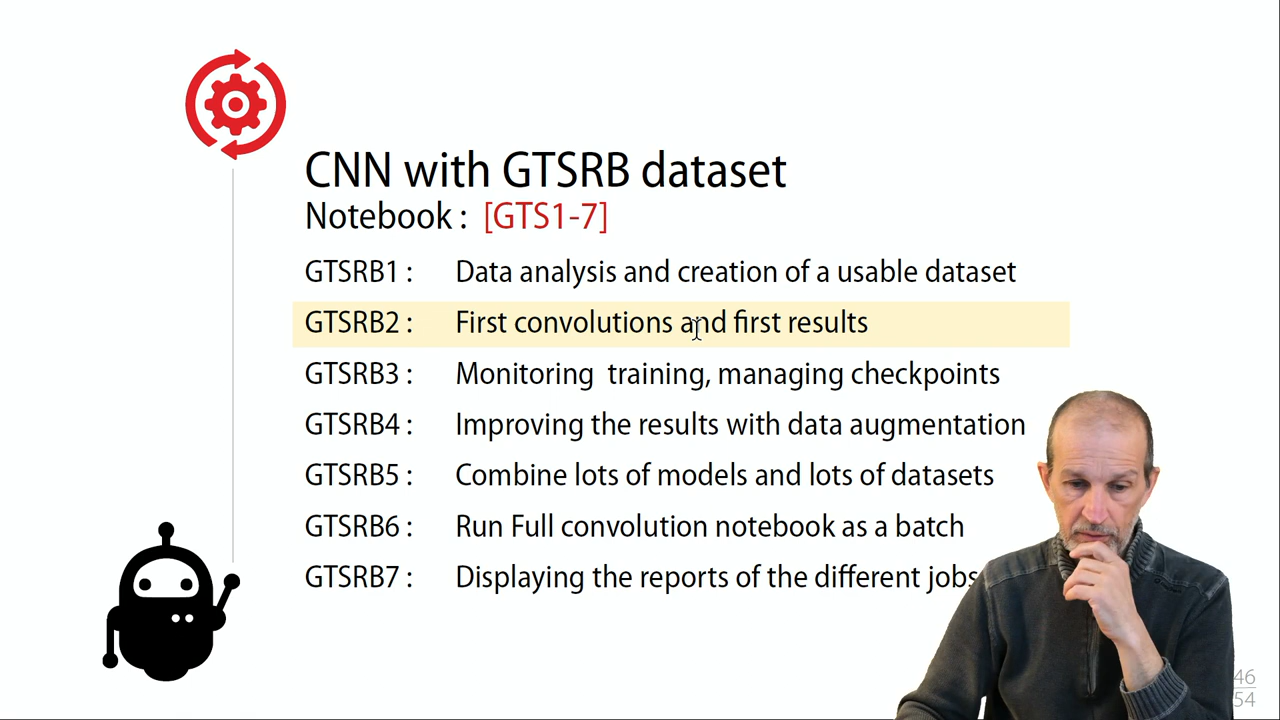 CNN with GTSRB dataset
Notebook : [GTS1-7]
GTSRB1 : Data analysis and creation of a usable dataset
GTSRB2 : First convolutions and first results
GTSRB3 : Monitoring training, managing checkpoints
GTSRB4 : Improving the results with data augmentation
GTSRB5 : Combine lots of models and lots of datasets
GTSRB6 : Run Full convolution notebook as a batch
GTSRB7 : Displaying the reports of the different jobs
46
54